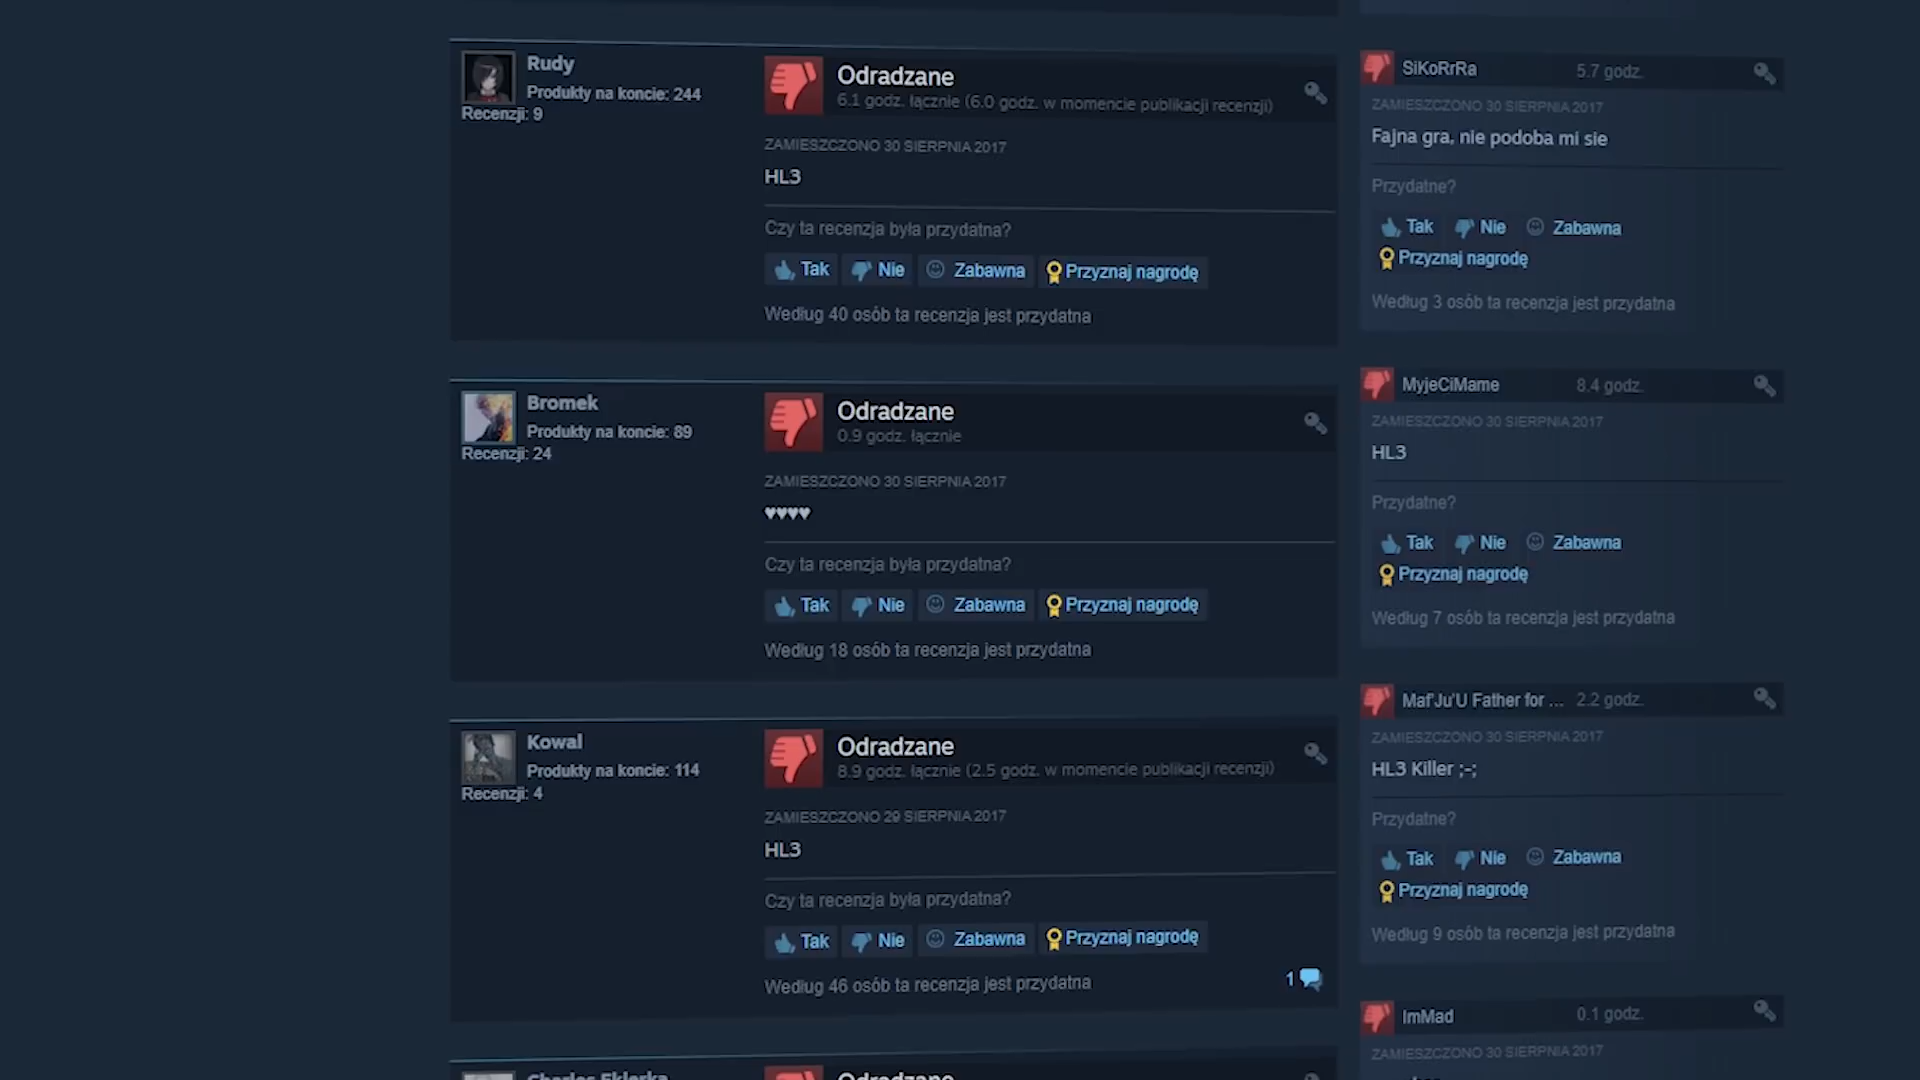 Rudy
Produkty na koncie: 244
Recenzji: 9
Odradzane
6.1 godz. łącznie (6.0 godz. w momencie publikacji recenzji)
ZAMIESZCZONO 30 SIERPNIA 2017
HL3
Czy ta recenzja była przydatna?
Tak Nie Zabawna Przyznaj nagrodę
Według 40 osób ta recenzja jest przydatna
Bromek
Produkty na koncie: 89
Recenzji: 24
Odradzane
0.9 godz. łącznie
ZAMIESZCZONO 30 SIERPNIA 2017
♥♥♥♥
Czy ta recenzja była przydatna?
Tak Nie Zabawna Przyznaj nagrodę
Według 18 osób ta recenzja jest przydatna
Kowal
Produkty na koncie: 114
Recenzji: 4
Odradzane
8.9 godz. łącznie (2.5 godz. w momencie publikacji recenzji)
ZAMIESZCZONO 29 SIERPNIA 2017
HL3
Czy ta recenzja była przydatna?
Tak Nie Zabawna Przyznaj nagrodę
Według 46 osób ta recenzja jest przydatna
1
Odradzane
SiKoRrRa 5.7 godz.
ZAMIESZCZONO 30 SIERPNIA 2017
Fajna gra, nie podoba mi sie
Przydatne?
Tak Nie Zabawna
Przyznaj nagrodę
Według 3 osób ta recenzja jest przydatna
MyjeCiMame 8.4 godz.
ZAMIESZCZONO 30 SIERPNIA 2017
HL3
Przydatne?
Tak Nie Zabawna
Przyznaj nagrodę
Według 7 osób ta recenzja jest przydatna
Maf'Ju'U Father for ... 2.2 godz.
ZAMIESZCZONO 30 SIERPNIA 2017
HL3 Killer ;-;
Przydatne?
Tak Nie Zabawna
Przyznaj nagrodę
Według 9 osób ta recenzja jest przydatna
ImMad 0.1 godz.
ZAMIESZCZONO 30 SIERPNIA 2017